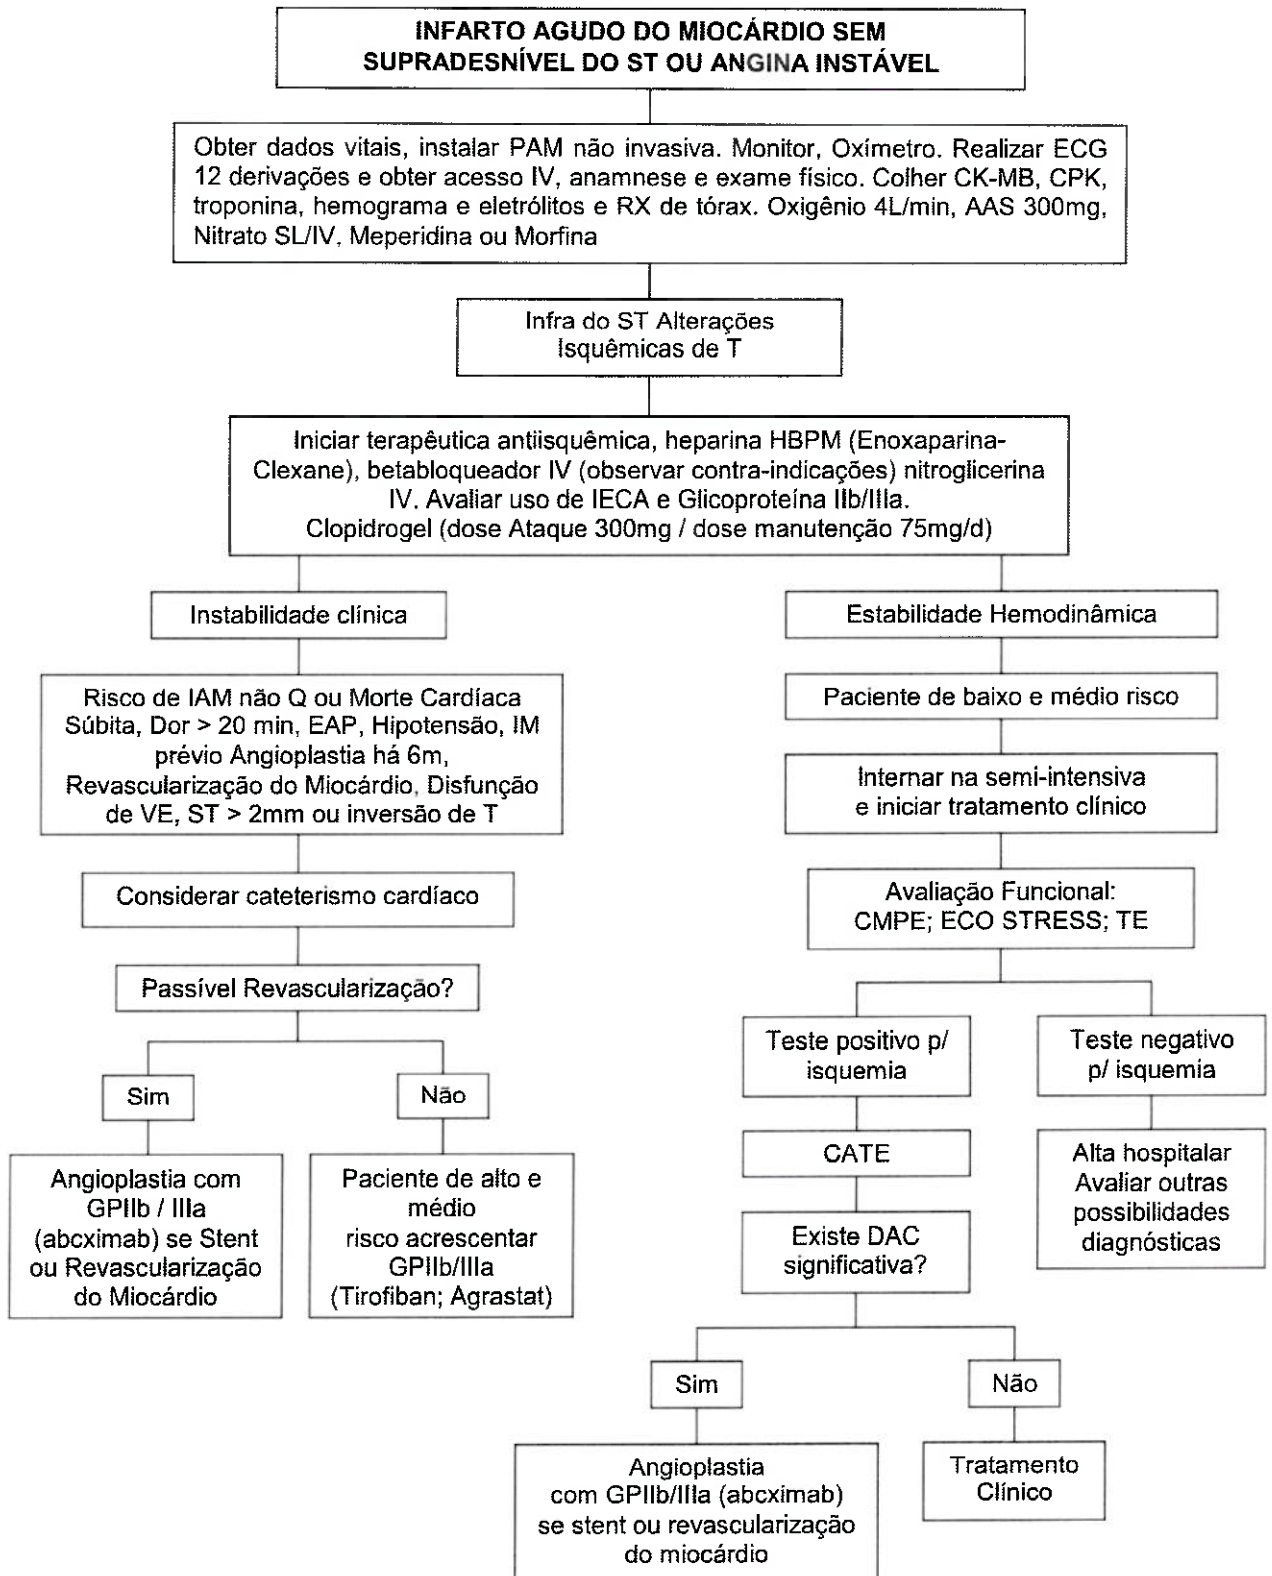 INFARTO AGUDO DO MIOCÁRDIO SEM
SUPRADESNÍVEL DO ST OU ANGINA INSTÁVEL
Obter dados vitais, instalar PAM não invasiva. Monitor, Oxímetro. Realizar ECG
12 derivações e obter acesso IV, anamnese e exame físico. Colher CK-MB, CPK,
troponina, hemograma e eletrólitos e RX de tórax. Oxigênio 4L/min, AAS 300mg,
Nitrato SL/IV, Meperidina ou Morfina
Infra do ST Alterações
Isquêmicas de T
Iniciar terapêutica antiisquêmica, heparina HBPM (Enoxaparina-
Clexane), betabloqueador IV (observar contra-indicações) nitroglicerina
IV. Avaliar uso de IECA e Glicoproteína IIb/IIIa.
Clopidrogel (dose Ataque 300mg / dose manutenção 75mg/d)
Instabilidade clínica
Risco de IAM não Q ou Morte Cardíaca
Súbita, Dor > 20 min, EAP, Hipotensão, IM
prévio Angioplastia há 6m,
Revascularização do Miocárdio, Disfunção
de VE, ST > 2mm ou inversão de T
Considerar cateterismo cardíaco
Passível Revascularização?
Sim
Não
Angioplastia com
GPIIb / IIIa
(abcximab) se Stent
ou Revascularização
do Miocárdio
Paciente de alto e
médio
risco acrescentar
GPIIb/IIIa
(Tirofiban; Agrastat)
Estabilidade Hemodinâmica
Paciente de baixo e médio risco
Internar na semi-intensiva
e iniciar tratamento clínico
Avaliação Funcional:
CMPE; ECO STRESS; TE
Teste positivo p/
isquemia
Teste negativo
p/ isquemia
CATE
Alta hospitalar
Avaliar outras
possibilidades
diagnósticas
Existe DAC
significativa?
Sim
Não
Angioplastia
com GPIIb/IIIa (abcximab)
se stent ou revascularização
do miocárdio
Tratamento
Clínico